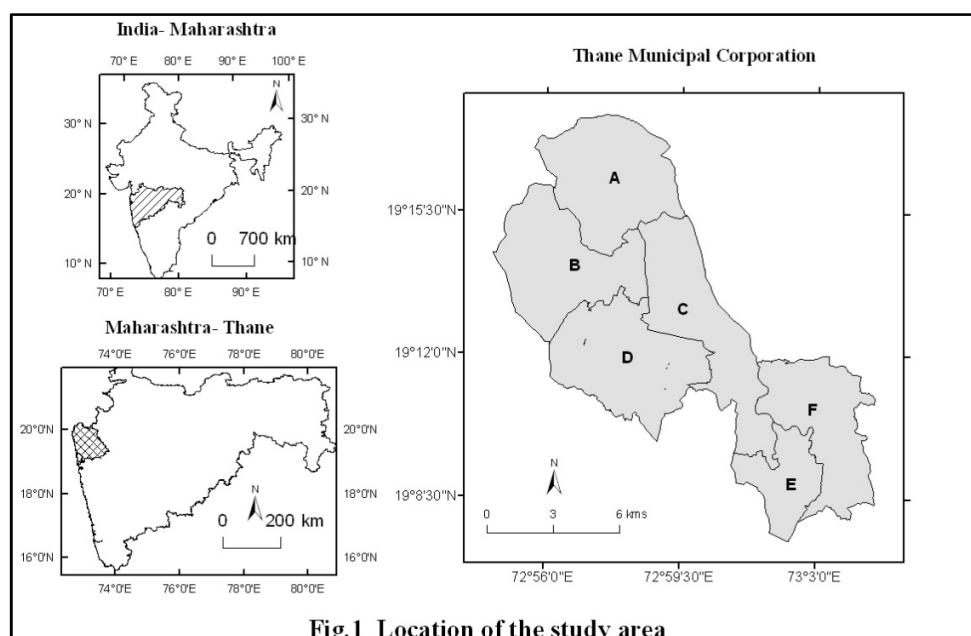 India- Maharashtra
70° E 80° E 90° E 100° E
N
30° N 30° N
20° N 20° N
10° N 10° N
0 700 km
70° E 80° E 90° E
Maharashtra- Thane
74°0'E 76°0'E 78°0'E 80°0'E
20°0'N 20°0'N
18°0'N 18°0'N
16°0'N 16°0'N
N
0 200 km
74°0'E 76°0'E 78°0'E 80°0'E
Thane Municipal Corporation
19°15'30"N
19°12'0"N
19°8'30"N
A
B
C
D
F
E
N
0 3 6 kms
72°56'0"E 72°59'30"E 73°3'0"E
Fig.1 Location of the study area